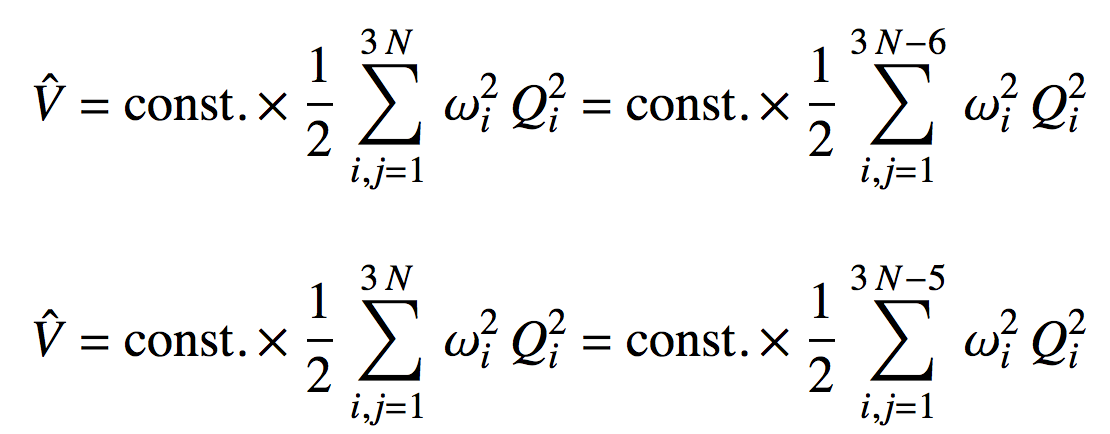 V̂ = const. × 1/2 ∑_{i,j=1}^{3N} ω_i^2 Q_i^2 = const. × 1/2 ∑_{i,j=1}^{3N−6} ω_i^2 Q_i^2
V̂ = const. × 1/2 ∑_{i,j=1}^{3N} ω_i^2 Q_i^2 = const. × 1/2 ∑_{i,j=1}^{3N−5} ω_i^2 Q_i^2